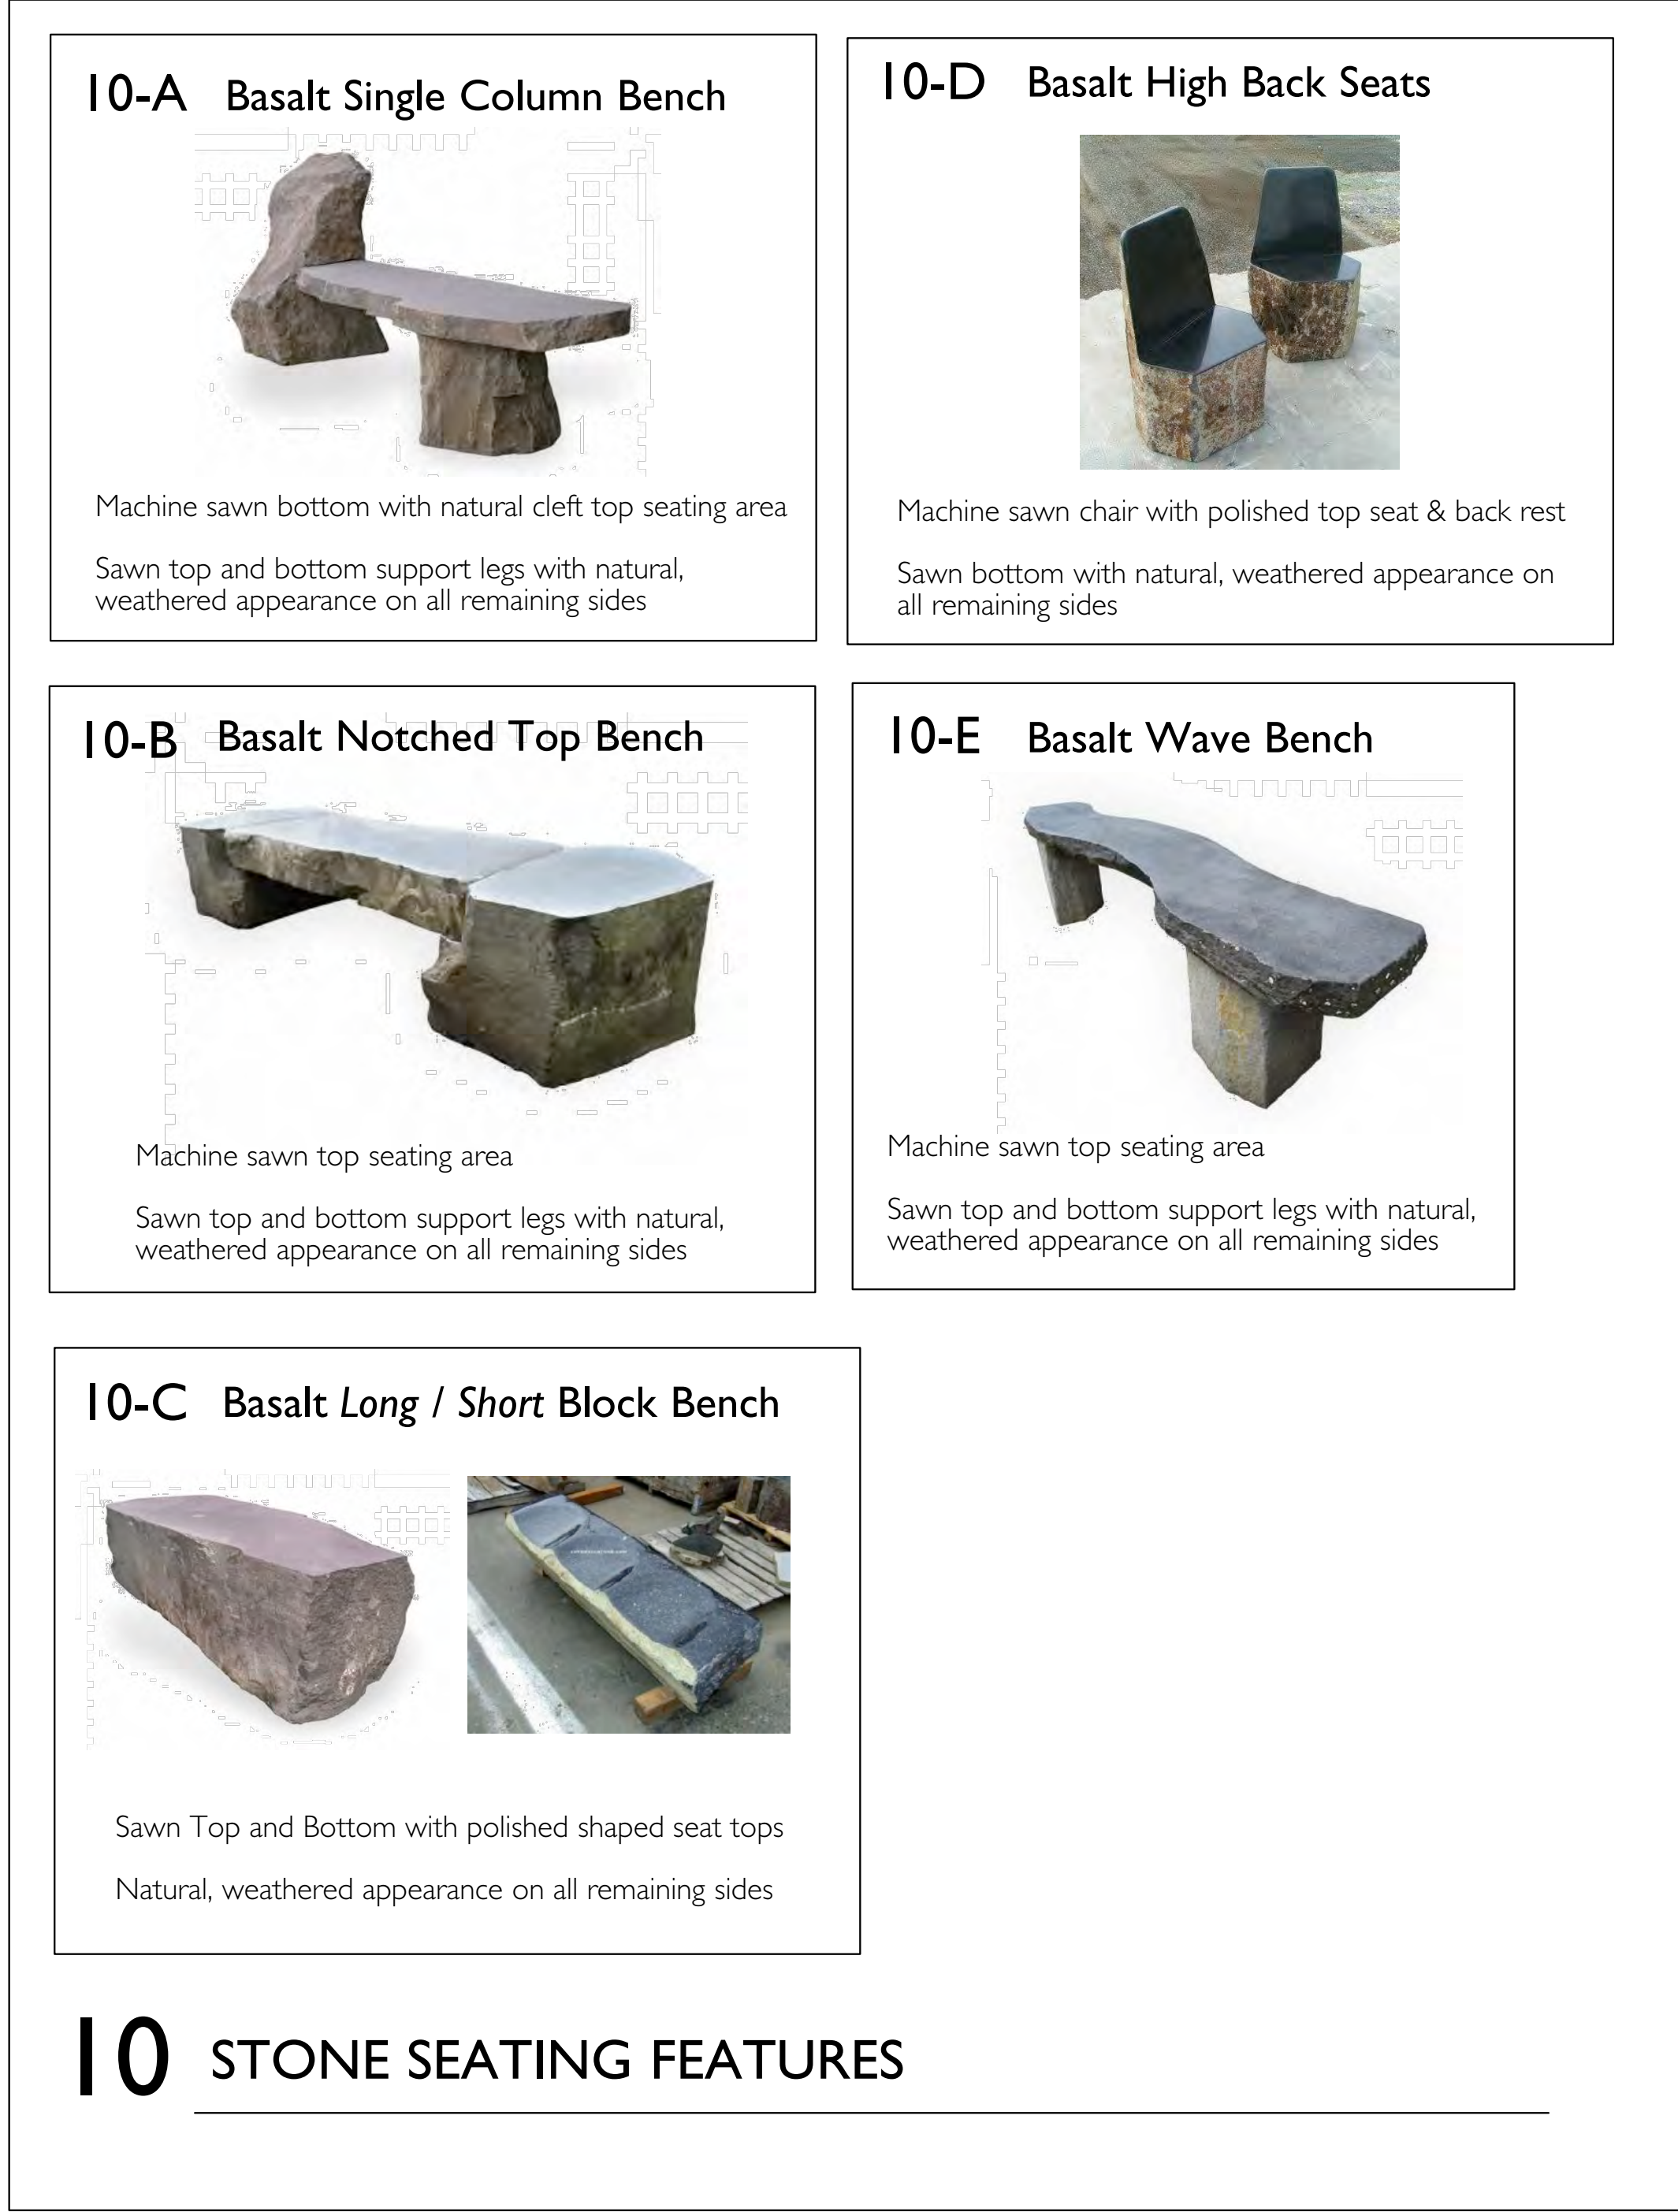 10-A Basalt Single Column Bench
Machine sawn bottom with natural cleft top seating area
Sawn top and bottom support legs with natural,
weathered appearance on all remaining sides
10-D Basalt High Back Seats
Machine sawn chair with polished top seat & back rest
Sawn bottom with natural, weathered appearance on
all remaining sides
10-B Basalt Notched Top Bench
Machine sawn top seating area
Sawn top and bottom support legs with natural,
weathered appearance on all remaining sides
10-E Basalt Wave Bench
Machine sawn top seating area
Sawn top and bottom support legs with natural,
weathered appearance on all remaining sides
10-C Basalt Long / Short Block Bench
Sawn Top and Bottom with polished shaped seat tops
Natural, weathered appearance on all remaining sides
10 STONE SEATING FEATURES